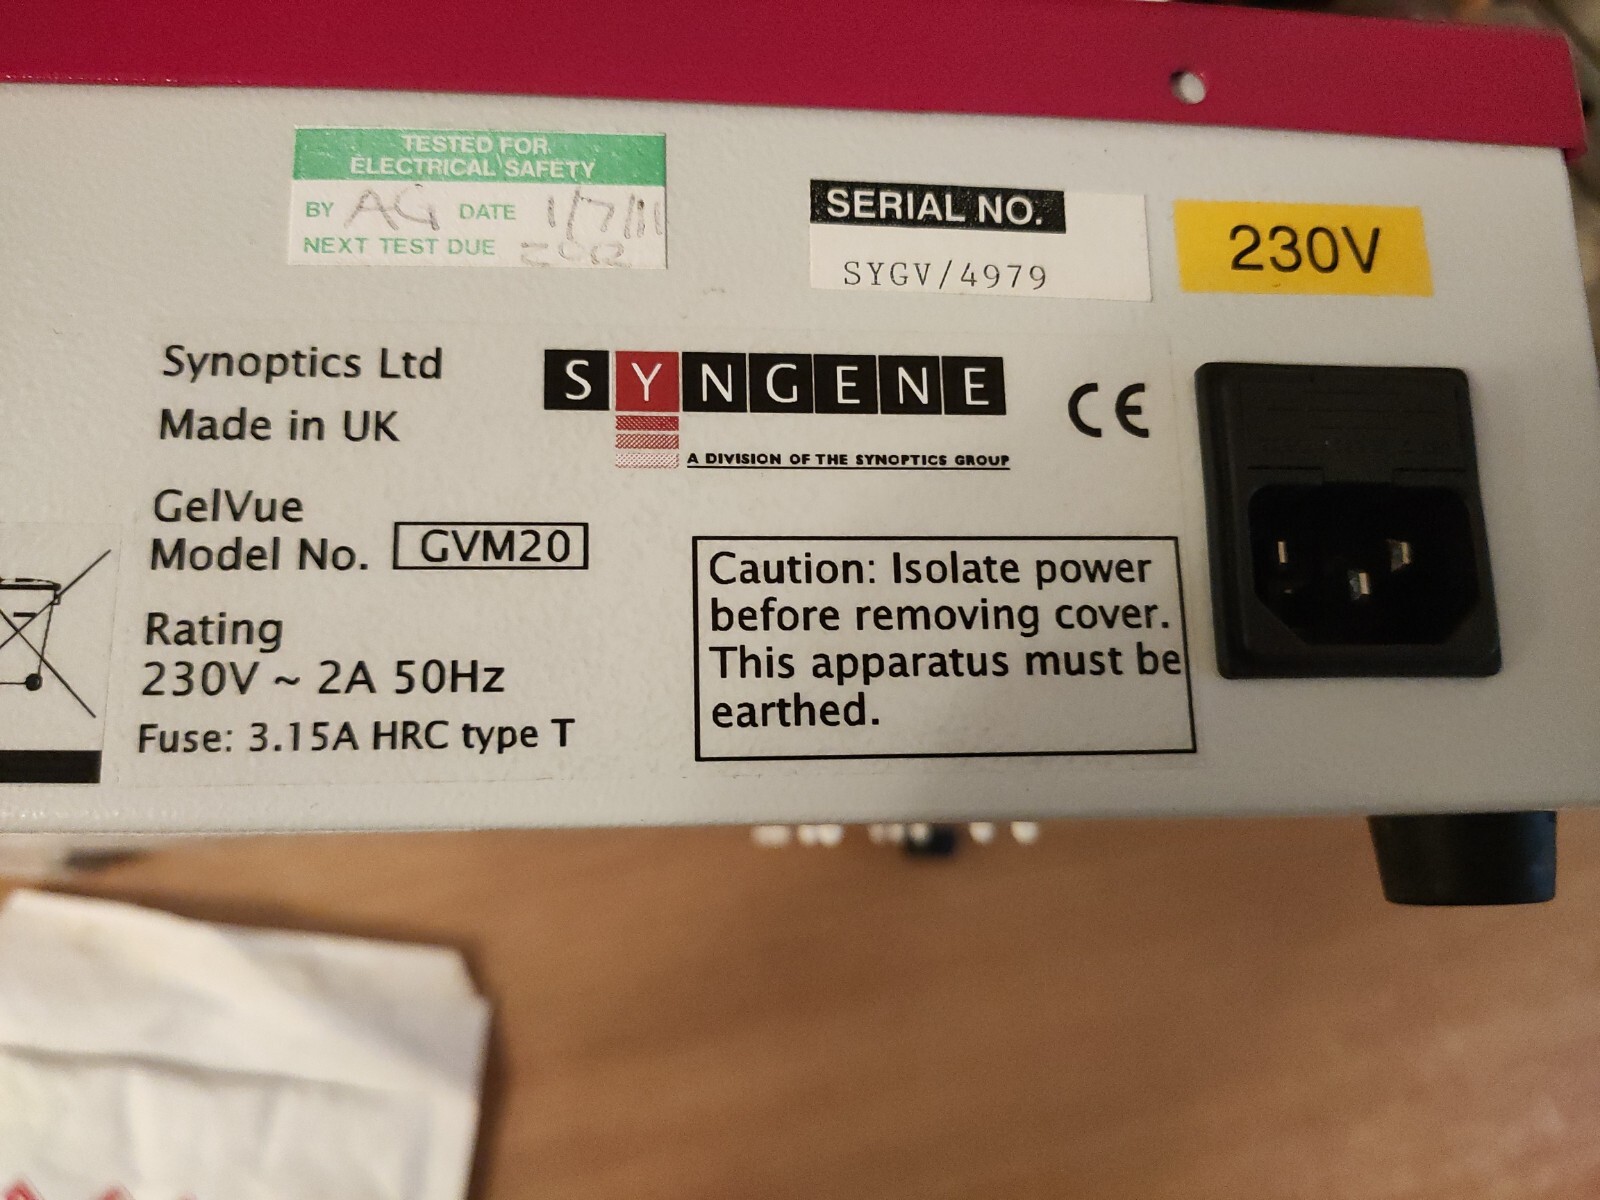 TESTED FOR
ELECTRICAL SAFETY
BY AG DATE 1/7/11
NEXT TEST DUE 2012
SERIAL NO.
SYGV/4979
230V
Synoptics Ltd
Made in UK
SYNGENE
A DIVISION OF THE SYNOPTICS GROUP
CE
GelVue
Model No. GVM20
Rating
230V ~ 2A 50Hz
Fuse: 3.15A HRC type T
Caution: Isolate power
before removing cover.
This apparatus must be
earthed.